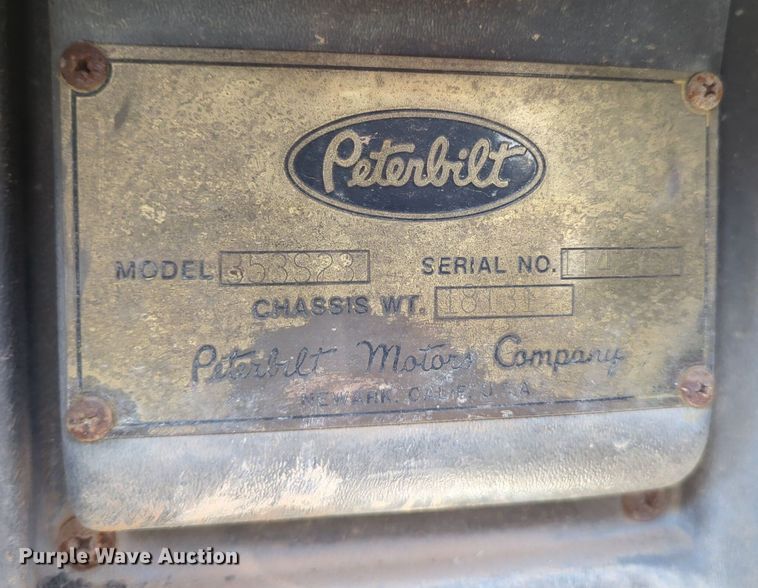 Peterbilt
MODEL 353S23 SERIAL NO.
CHASSIS WT.
Peterbilt Motors Company
NEWARK, CALIF. U.S.A.
Purple Wave Auction